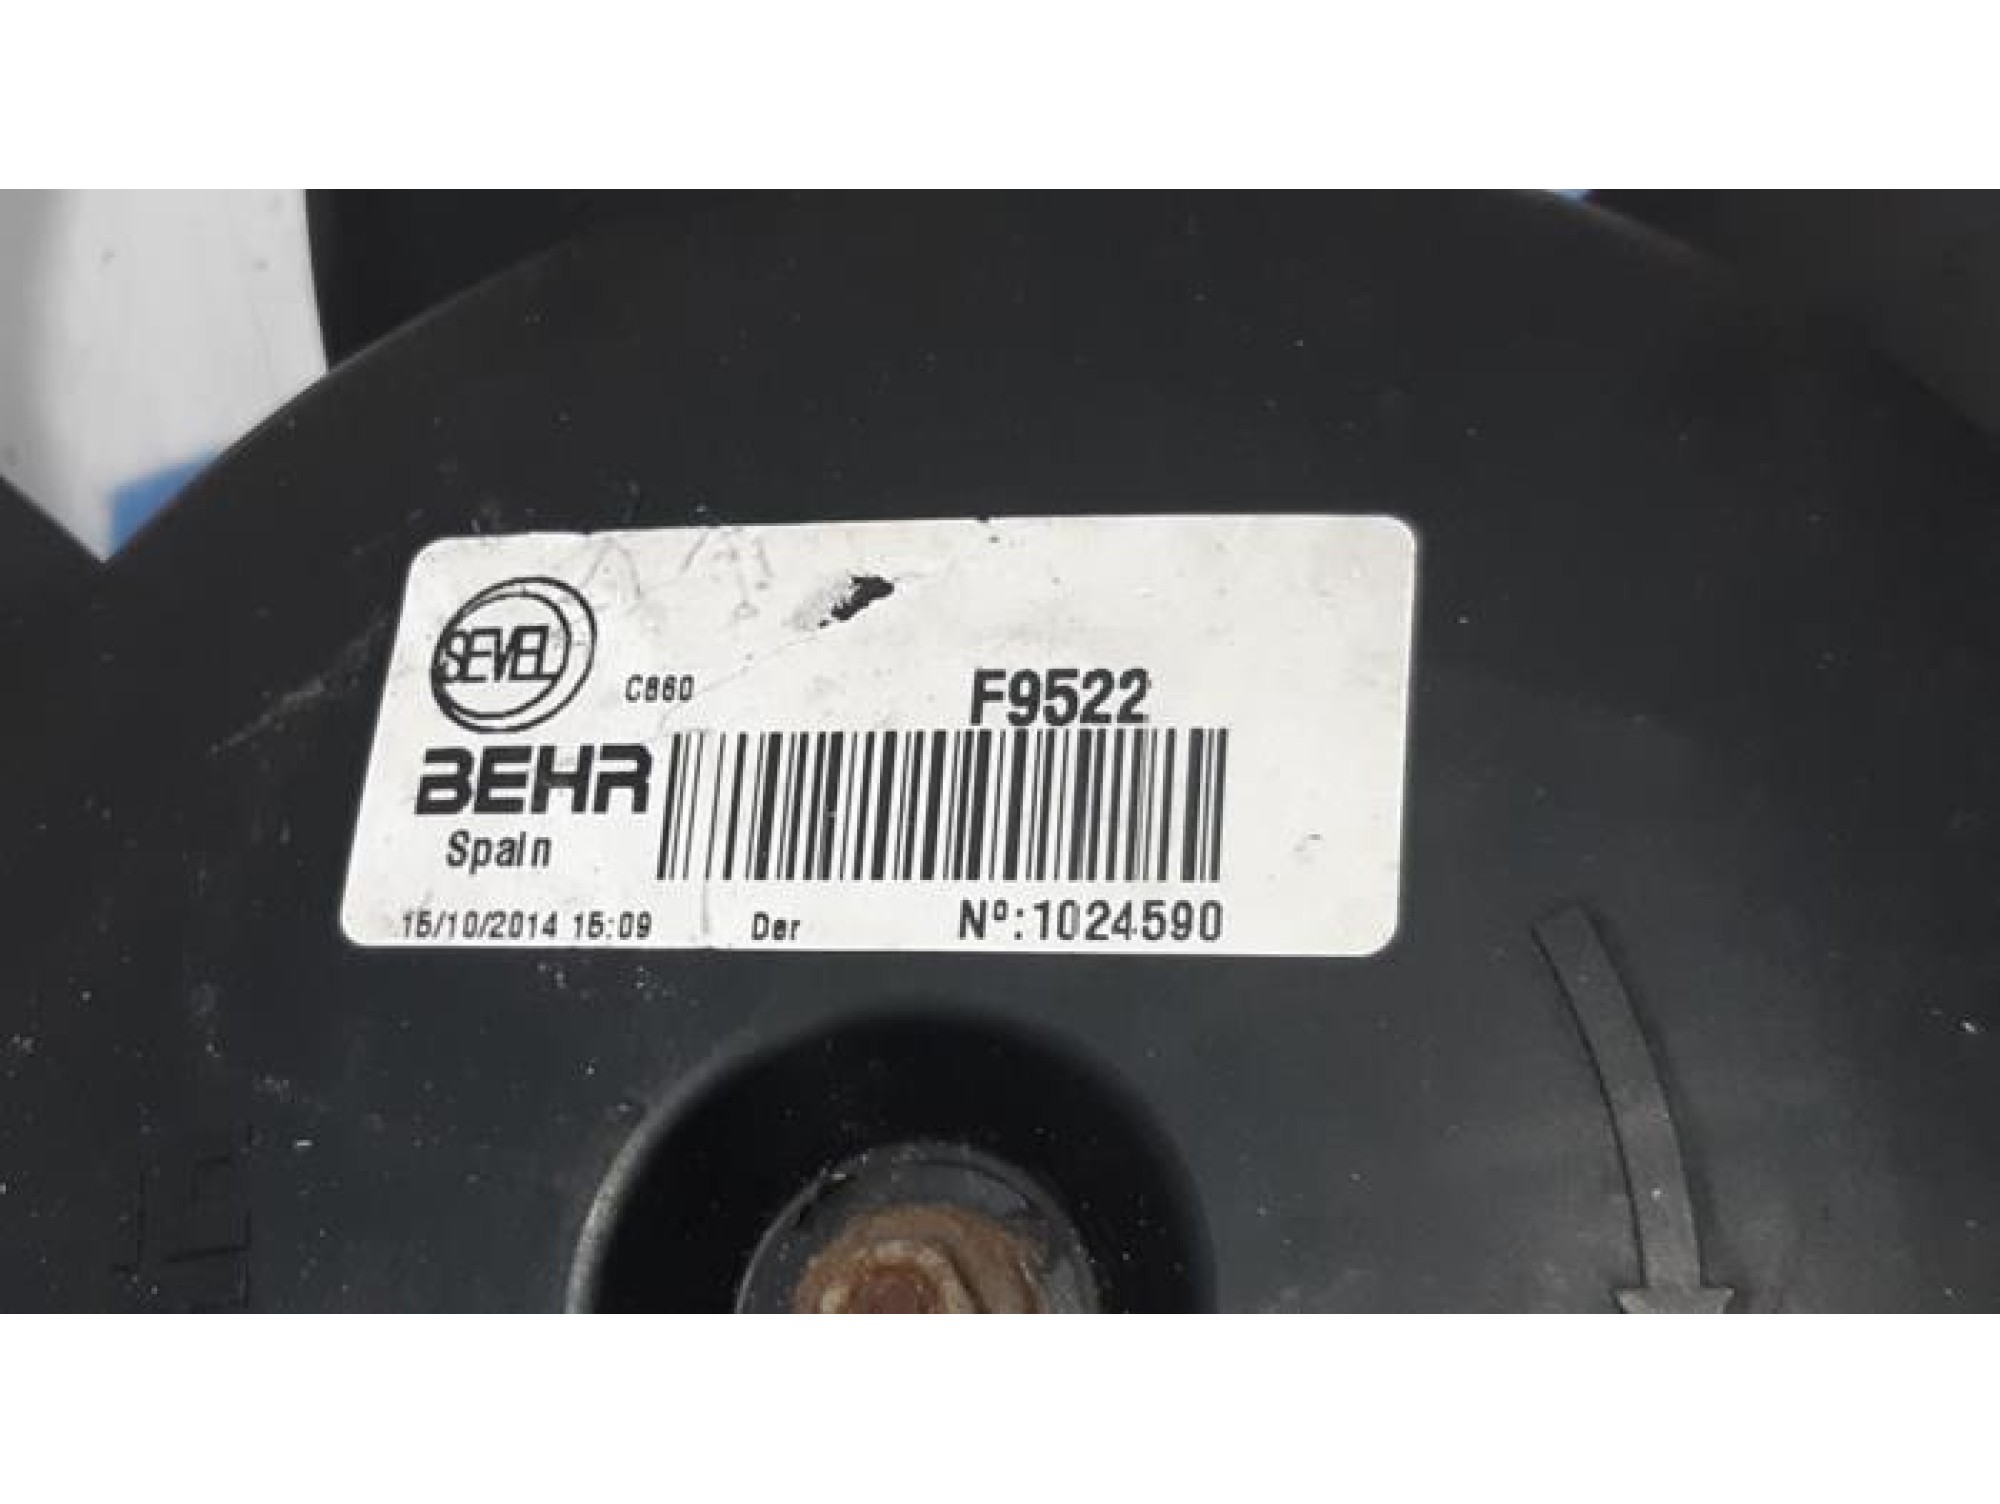 SEVEL
C860
F9522
BEHR
Spain
15/10/2014 15:09 Der Nº:1024590